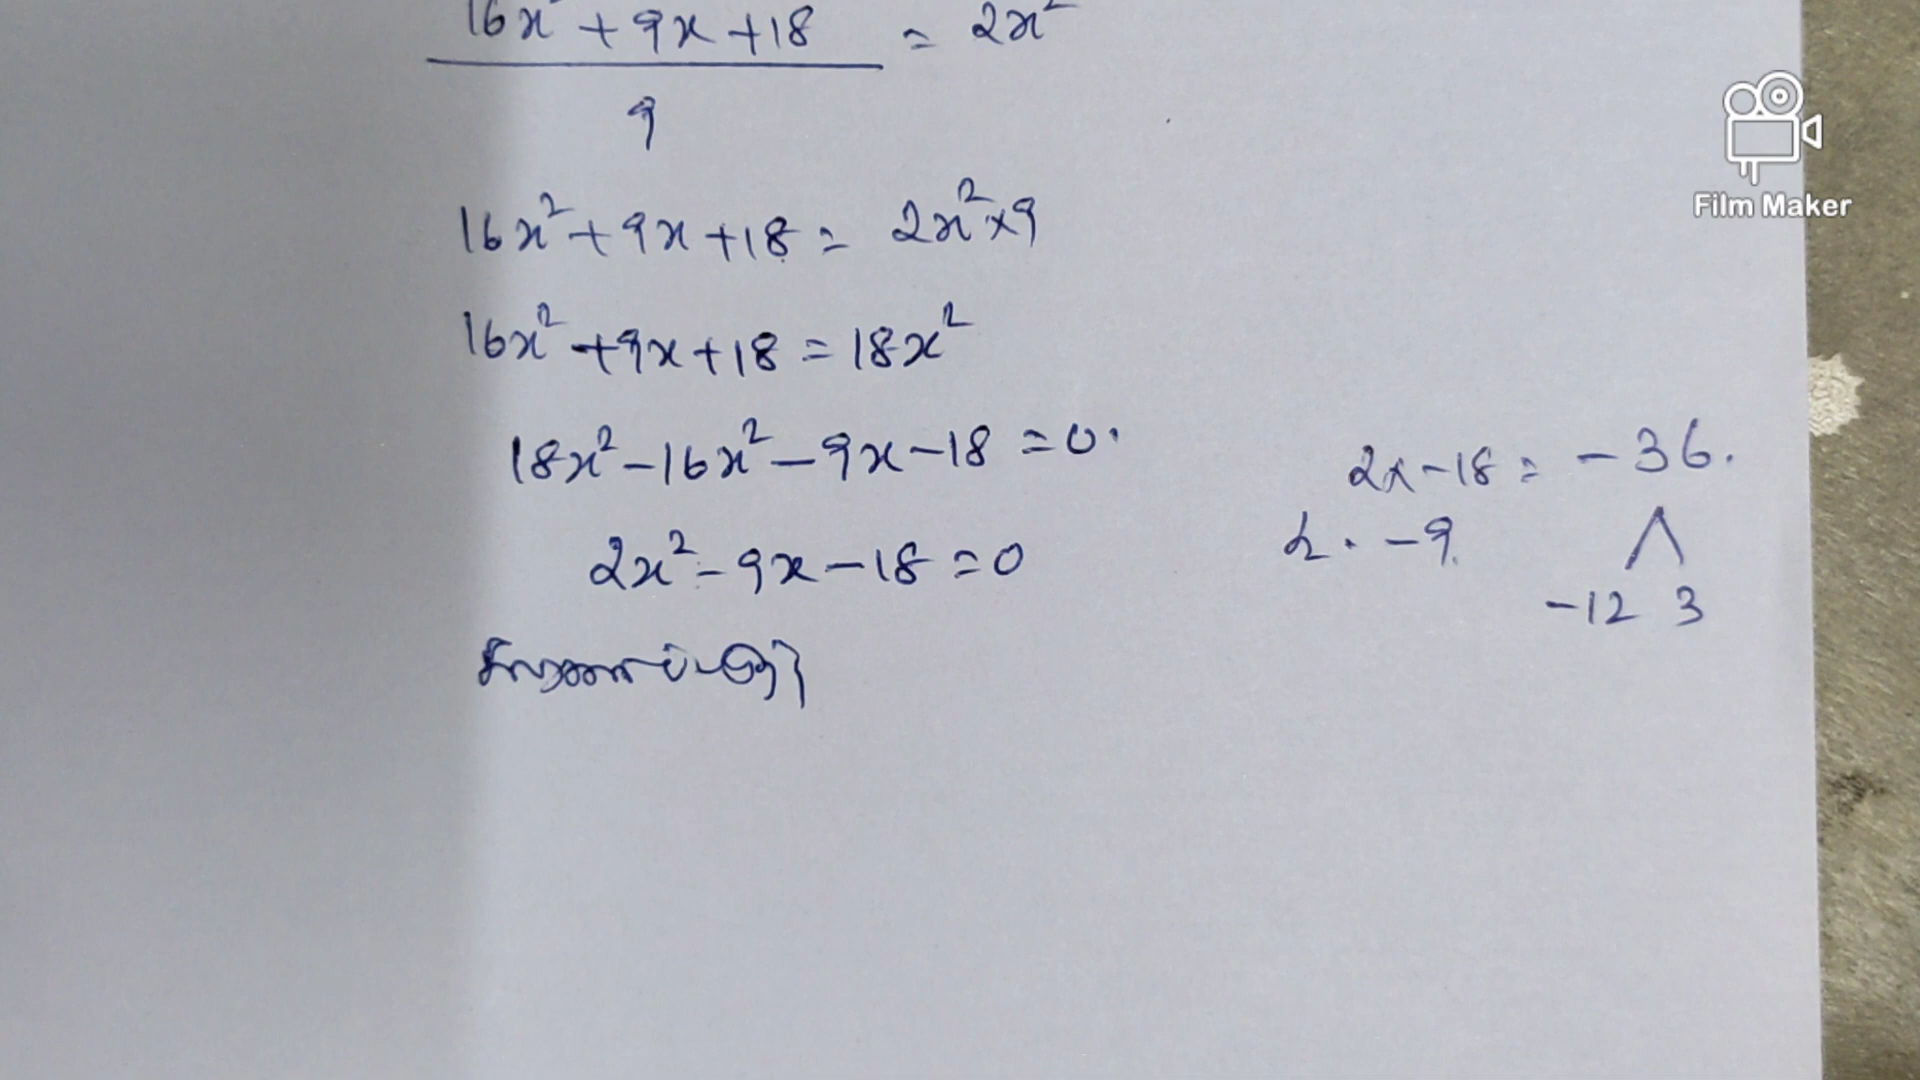 16x² + 9x + 18 = 2x²
9
16x² + 9x + 18 = 2x² x 9
16x² + 9x + 18 = 18x²
18x² - 16x² - 9x - 18 = 0.
2x² - 9x - 18 = 0
2x - 18 = - 36.
- 9.
-12 3
Film Maker